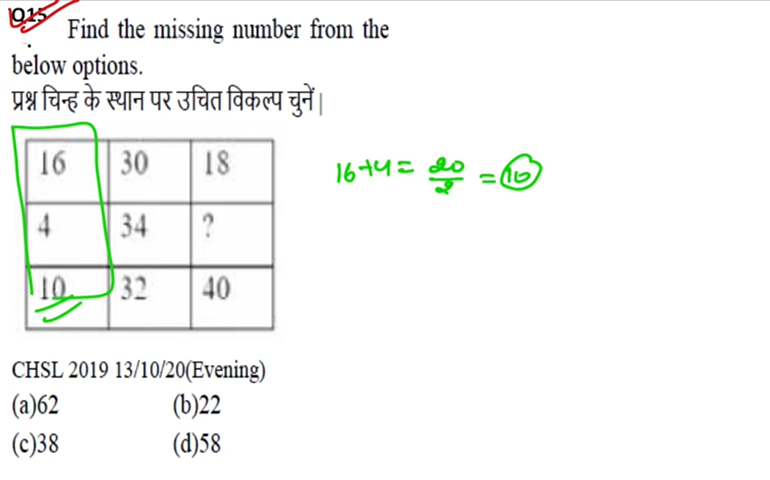 Q15 Find the missing number from the
below options.
प्रश्न चिन्ह के स्थान पर उचित विकल्प चुनें|
16 30 18
4 34 ?
10 32 40
16+4= 20/2 = 10
CHSL 2019 13/10/20(Evening)
(a)62 (b)22
(c)38 (d)58